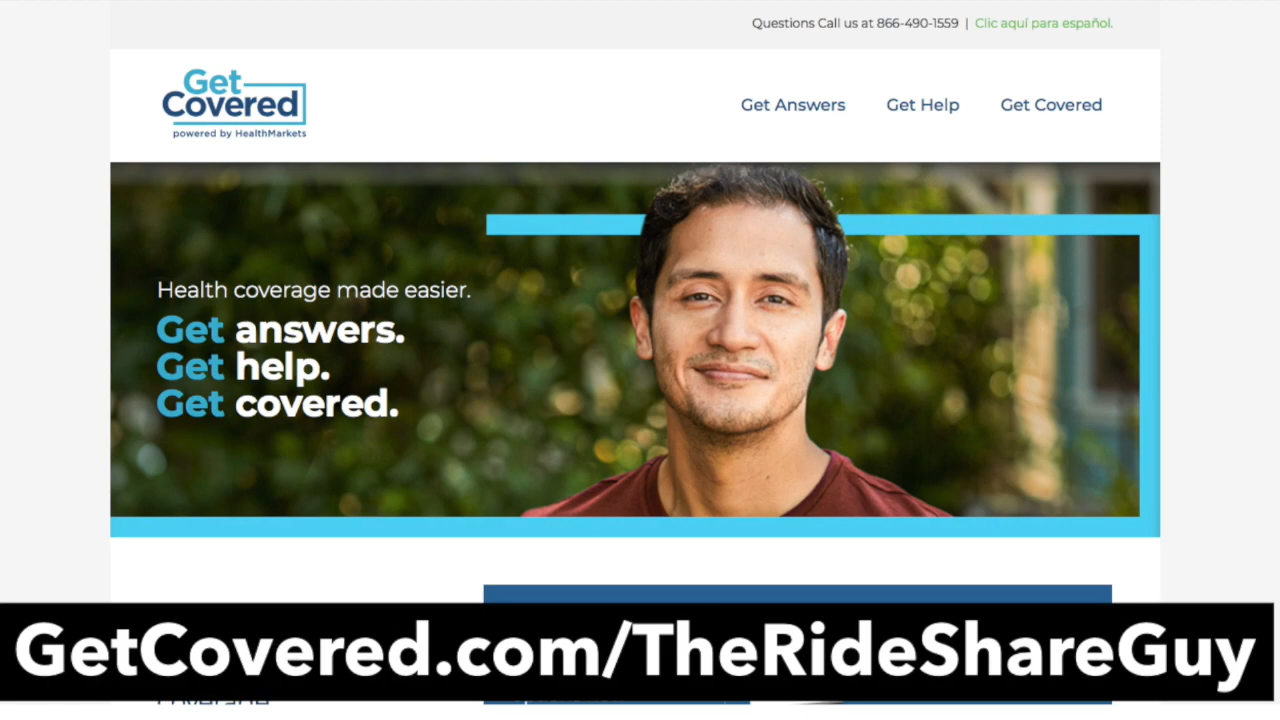 Questions Call us at 866-490-1559 | Clic aquí para español.
Get
Covered
powered by HealthMarkets
Get Answers Get Help Get Covered
Health coverage made easier.
Get answers.
Get help.
Get covered.
GetCovered.com/TheRideShareGuy